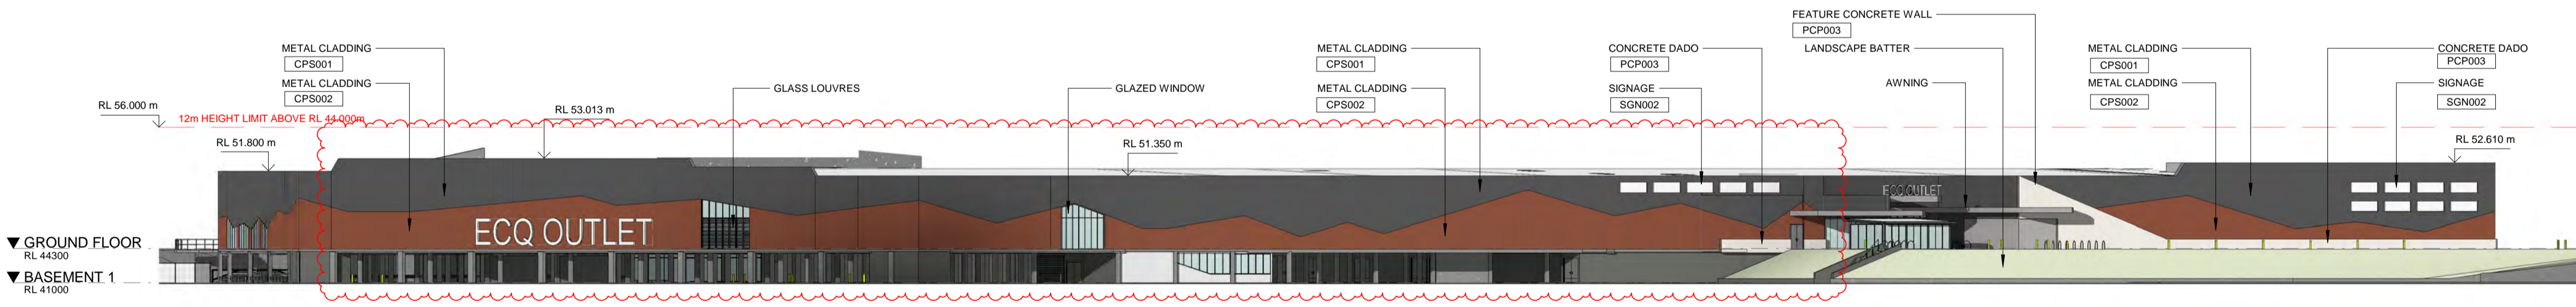 FEATURE CONCRETE WALL
PCP003
METAL CLADDING
CPS001
METAL CLADDING
CPS002
METAL CLADDING
CPS001
METAL CLADDING
CPS002
CONCRETE DADO
PCP003
SIGNAGE
SGN002
LANDSCAPE BATTER
AWNING
METAL CLADDING
CPS001
METAL CLADDING
CPS002
CONCRETE DADO
PCP003
SIGNAGE
SGN002
GLASS LOUVRES
GLAZED WINDOW
RL 56.000 m
12m HEIGHT LIMIT ABOVE RL 44.000m
RL 53.013 m
RL 51.800 m
RL 51.350 m
RL 52.610 m
ECQ OUTLET
ECQ OUTLET
GROUND FLOOR
RL 44300
BASEMENT 1
RL 41000